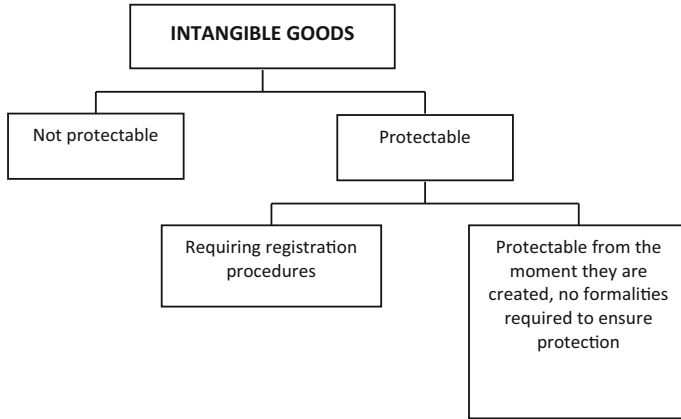 INTANGIBLE GOODS
Not protectable
Protectable
Requiring registration
procedures
Protectable from the
moment they are
created, no formalities
required to ensure
protection